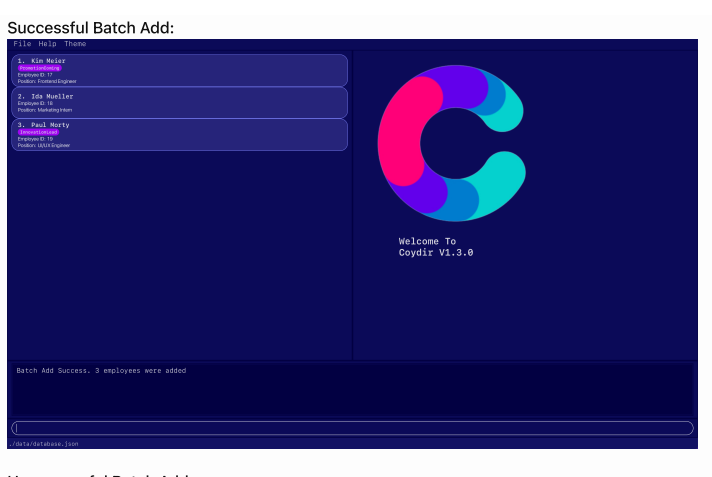 Successful Batch Add:
File Help Theme
1. Kim Meier
PromotionComing
Employee ID: 17
Position: Frontend Engineer
2. Ida Mueller
Employee ID: 18
Position: Marketing Intern
3. Paul Morty
InnovationLead
Employee ID: 19
Position: UI/UX Engineer
Welcome To
Coydir V1.3.0
Batch Add Success. 3 employees were added
./data/database.json